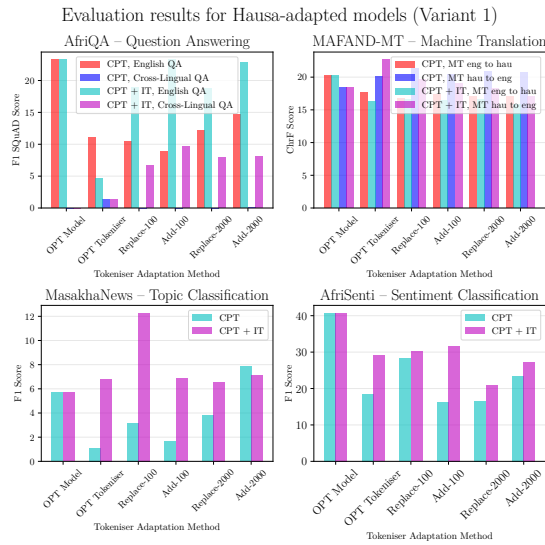 Evaluation results for Hausa-adapted models (Variant 1)
AfriQA – Question Answering
F1 SQuAD Score
20
15
10
5
0
CPT, English QA
CPT, Cross-Lingual QA
CPT + IT, English QA
CPT + IT, Cross-Lingual QA
OPT Model
OPT Tokeniser
Replace-100
Add-100
Replace-2000
Add-2000
Tokeniser Adaptation Method
MAFAND-MT – Machine Translation
ChrF Score
25
20
15
10
5
0
CPT, MT eng to hau
CPT, MT hau to eng
CPT + IT, MT eng to hau
CPT + IT, MT hau to eng
OPT Model
OPT Tokeniser
Replace-100
Add-100
Replace-2000
Add-2000
Tokeniser Adaptation Method
MasakhaNews – Topic Classification
F1 Score
12
10
8
6
4
2
0
CPT
CPT + IT
OPT Model
OPT Tokeniser
Replace-100
Add-100
Replace-2000
Add-2000
Tokeniser Adaptation Method
AfriSenti – Sentiment Classification
F1 Score
40
30
20
10
0
CPT
CPT + IT
OPT Model
OPT Tokeniser
Replace-100
Add-100
Replace-2000
Add-2000
Tokeniser Adaptation Method